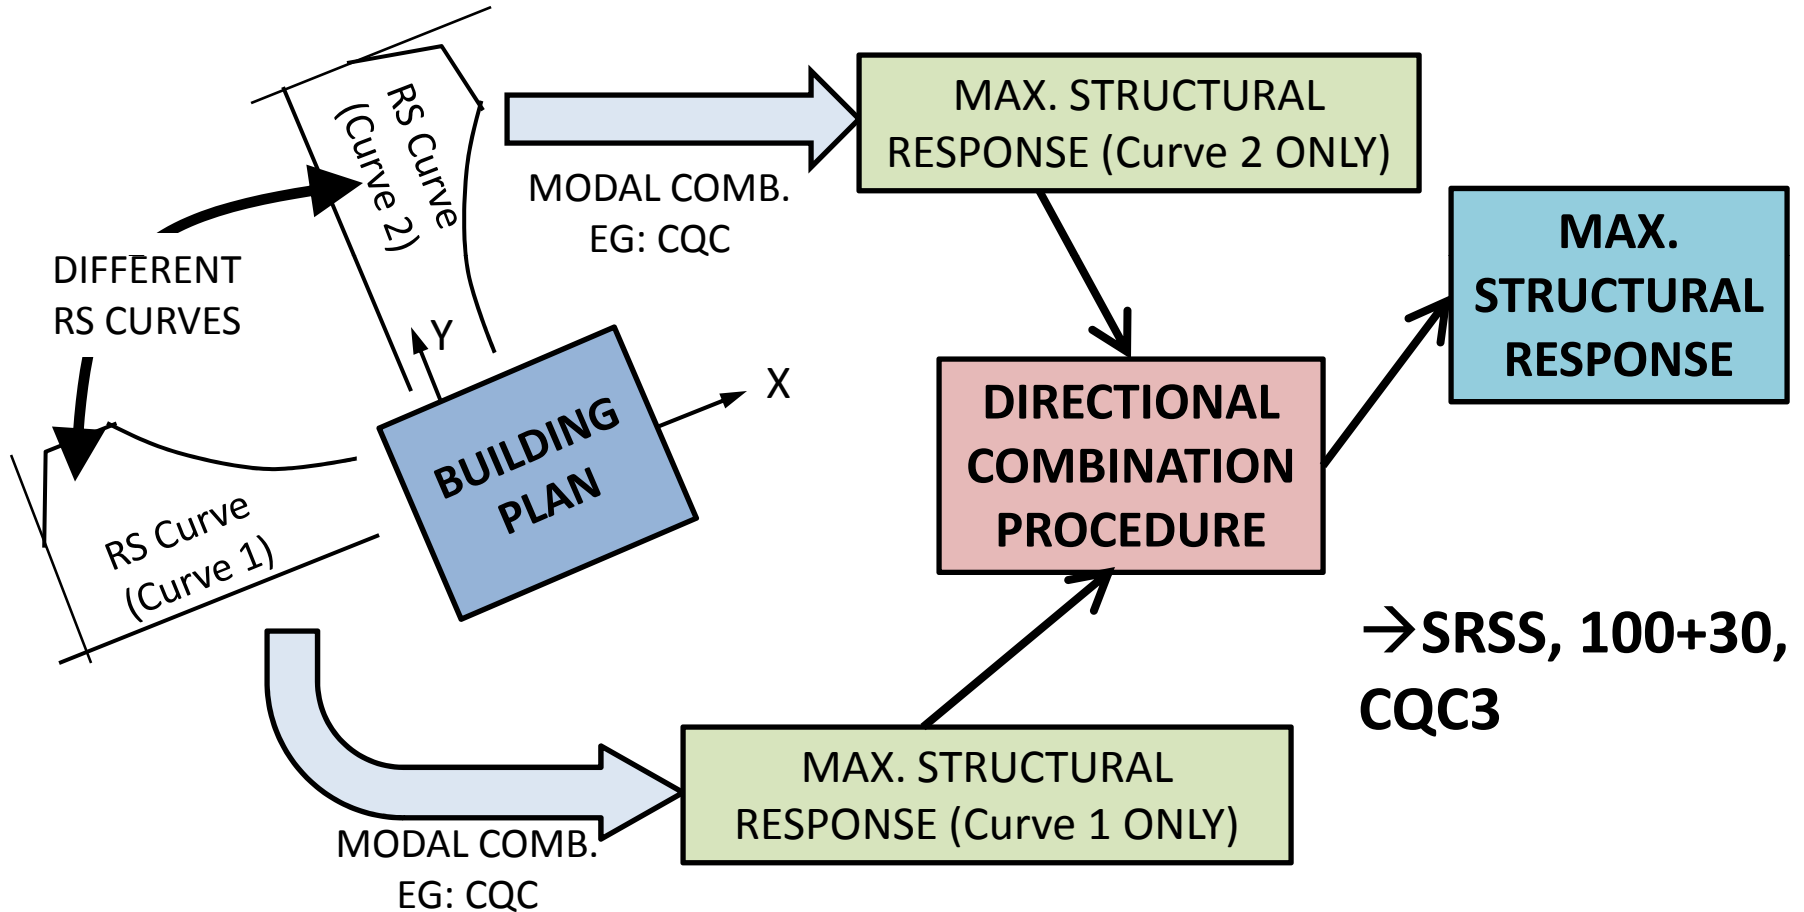 RS Curve
(Curve 2)
MAX. STRUCTURAL
RESPONSE (Curve 2 ONLY)
MODAL COMB.
EG: CQC
DIFFERENT
RS CURVES
Y
X
MAX.
STRUCTURAL
RESPONSE
BUILDING
PLAN
DIRECTIONAL
COMBINATION
PROCEDURE
RS Curve
(Curve 1)
→SRSS, 100+30,
CQC3
MAX. STRUCTURAL
RESPONSE (Curve 1 ONLY)
MODAL COMB.
EG: CQC